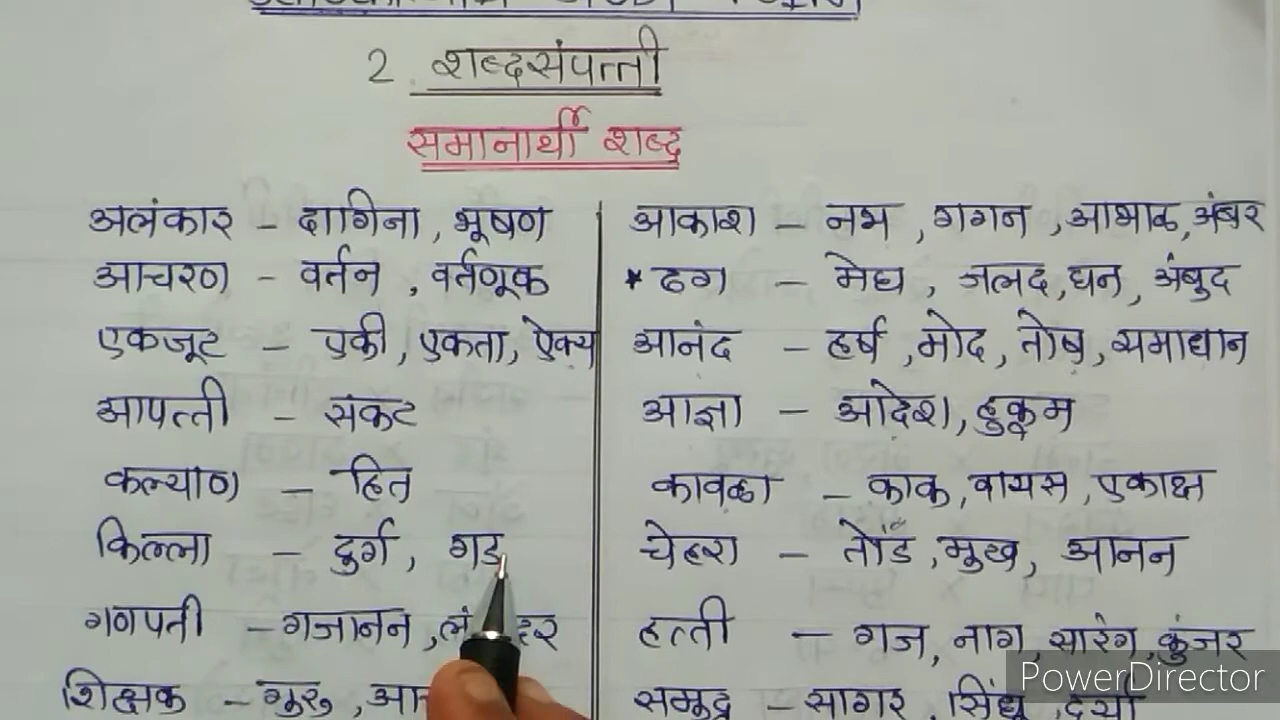 2. शब्दसंपत्ती
समानार्थी शब्द
अलंकार – दागिना, भूषण
आचरण – वर्तन, वर्तणूक
एकजूट – एकी, एकता, ऐक्य
आपत्ती – संकट
कल्याण – हित
किल्ला – दुर्ग, गड
गणपती – गजानन,
शिक्षक – गुरु,
आकाश – नभ, गगन, आभाळ, अंबर
* ढग – मेघ, जलद, घन, अंबुद
आनंद – हर्ष, मोद, तोष, समाधान
आज्ञा – आदेश, हुकूम
कावळा – काक, वायस, एकाक्ष
चेहरा – तोंड, मुख, आनन
हत्ती – गज, नाग, सारंग, कुंजर
समुद्र – सागर, सिंधू, दर्या
PowerDirector